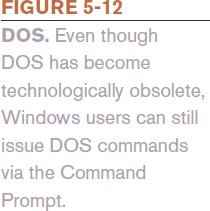 FIGURE 5-12
DOS. Even though
DOS has become
technologically obsolete,
Windows users can still
issue DOS commands
via the Command
Prompt.